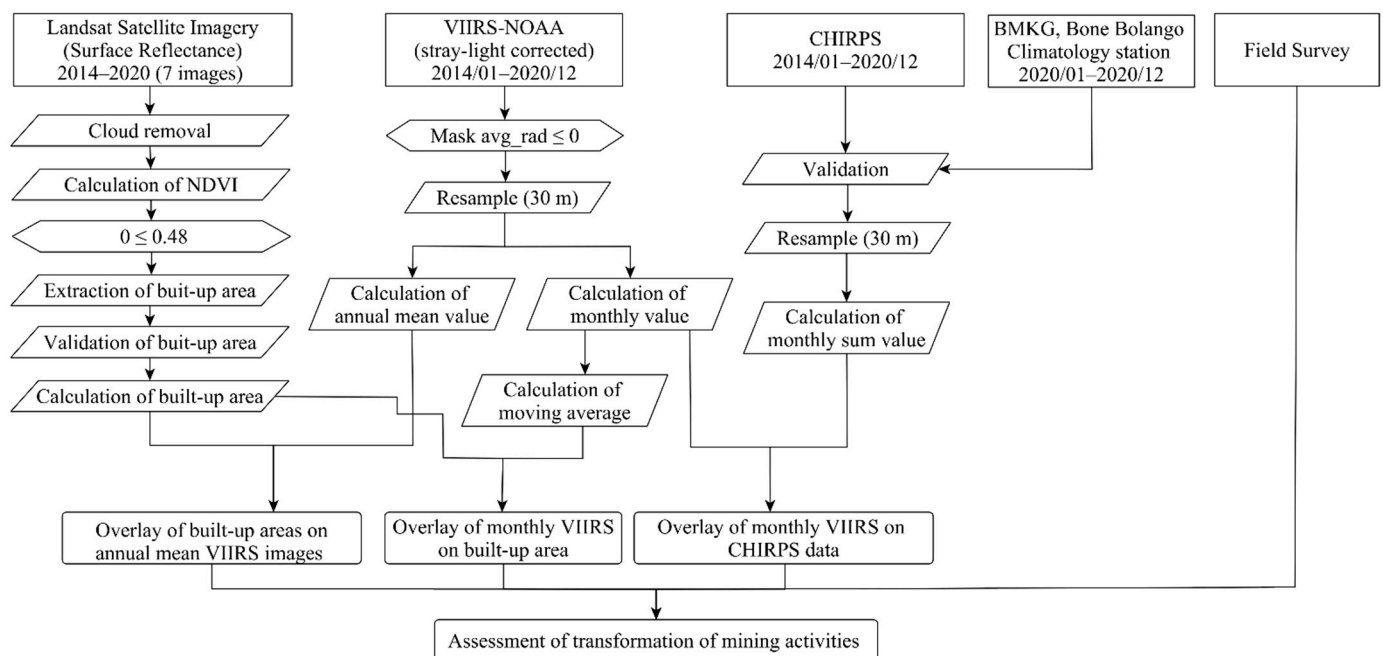 Landsat Satellite Imagery
(Surface Reflectance)
2014–2020 (7 images)
VIIRS-NOAA
(stray-light corrected)
2014/01–2020/12
CHIRPS
2014/01–2020/12
BMKG, Bone Bolango
Climatology station
2020/01–2020/12
Field Survey
Cloud removal
Calculation of NDVI
0 ≤ 0.48
Extraction of buit-up area
Validation of buit-up area
Calculation of built-up area
Mask avg_rad ≤ 0
Resample (30 m)
Calculation of
annual mean value
Calculation of
monthly value
Calculation of
moving average
Validation
Resample (30 m)
Calculation of
monthly sum value
Overlay of built-up areas on
annual mean VIIRS images
Overlay of monthly VIIRS
on built-up area
Overlay of monthly VIIRS on
CHIRPS data
Assessment of transformation of mining activities